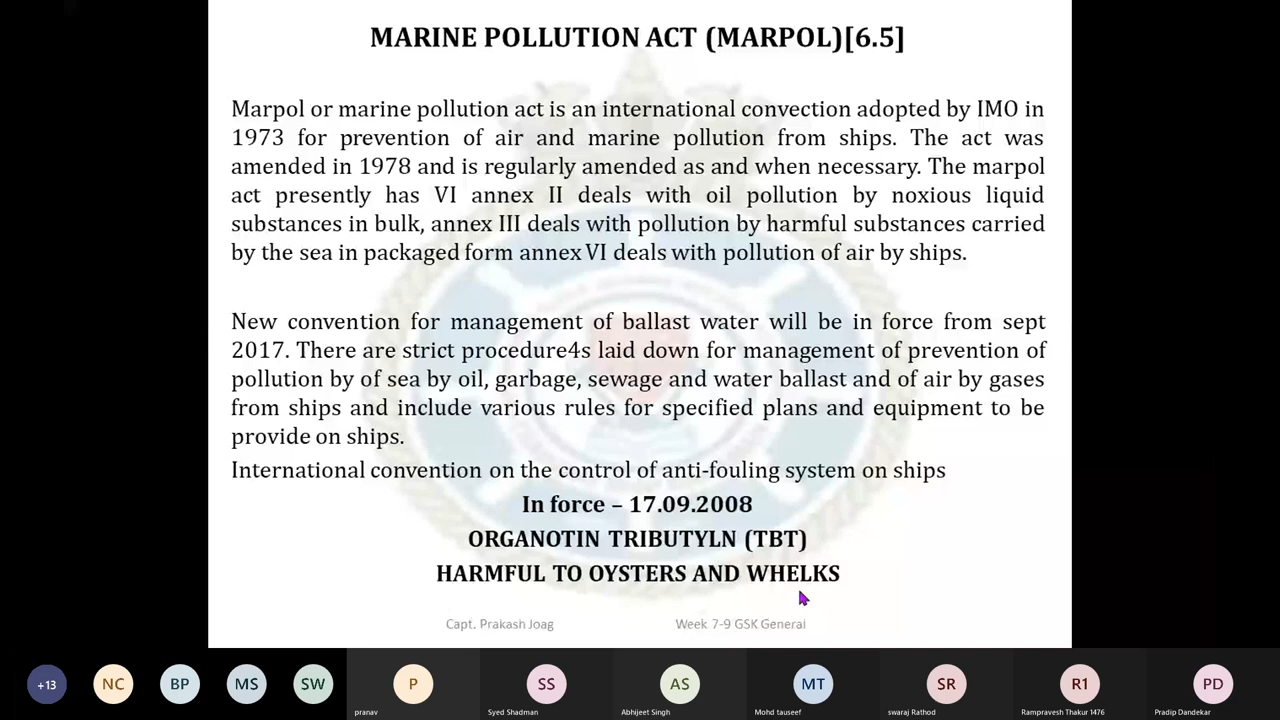 MARINE POLLUTION ACT (MARPOL)[6.5]
Marpol or marine pollution act is an international convection adopted by IMO in
1973 for prevention of air and marine pollution from ships. The act was
amended in 1978 and is regularly amended as and when necessary. The marpol
act presently has VI annex II deals with oil pollution by noxious liquid
substances in bulk, annex III deals with pollution by harmful substances carried
by the sea in packaged form annex VI deals with pollution of air by ships.
New convention for management of ballast water will be in force from sept
2017. There are strict procedure4s laid down for management of prevention of
pollution by of sea by oil, garbage, sewage and water ballast and of air by gases
from ships and include various rules for specified plans and equipment to be
provide on ships.
International convention on the control of anti-fouling system on ships
In force – 17.09.2008
ORGANOTIN TRIBUTYLN (TBT)
HARMFUL TO OYSTERS AND WHELKS
Capt. Prakash Joag Week 7-9 GSK General
+13 NC BP MS SW P SS AS MT SR R1 PD
pranav Syed Shadman Abhijeet Singh Mohd tauseef swaraj Rathod Rampravesh Thakur 1476 Pradip Dandekar